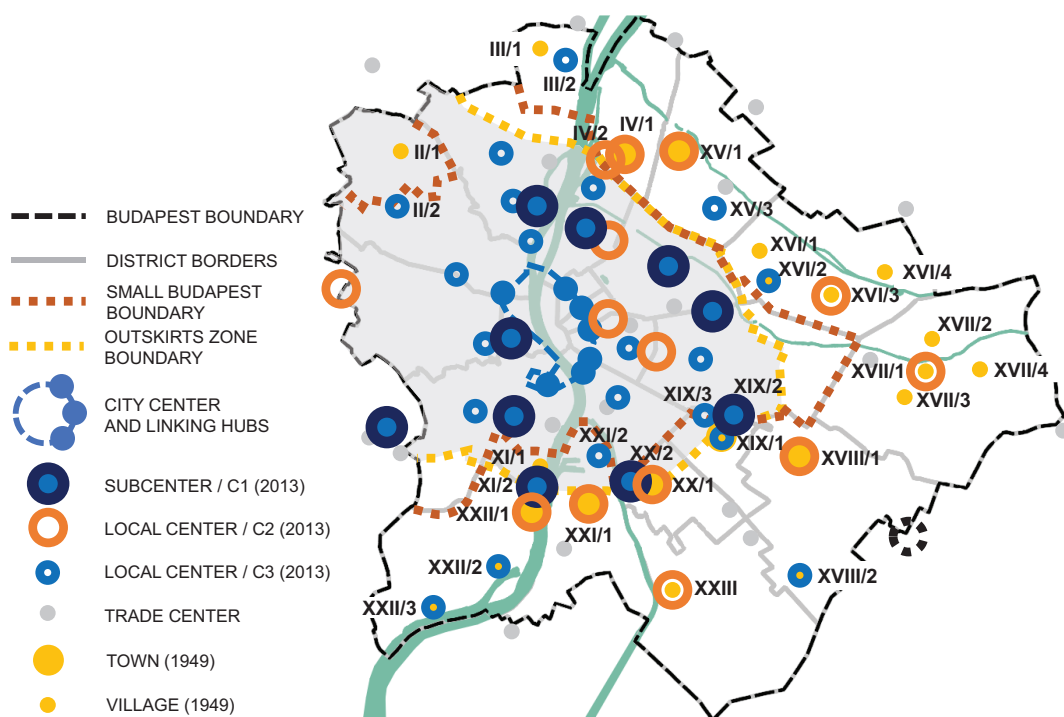 BUDAPEST BOUNDARY
DISTRICT BORDERS
SMALL BUDAPEST
BOUNDARY
OUTSKIRTS ZONE
BOUNDARY
CITY CENTER
AND LINKING HUBS
SUBCENTER / C1 (2013)
LOCAL CENTER / C2 (2013)
LOCAL CENTER / C3 (2013)
TRADE CENTER
TOWN (1949)
VILLAGE (1949)
III/1
III/2
IV/2
IV/1
XV/1
II/1
II/2
XV/3
XVI/1
XVI/2
XVI/4
XVI/3
XVII/2
XVII/1
XVII/4
XVII/3
XIX/3
XIX/2
XIX/1
XVIII/1
XXI/2
XX/2
XI/1
XI/2
XX/1
XXII/1
XXI/1
XXII/2
XXIII
XVIII/2
XXII/3